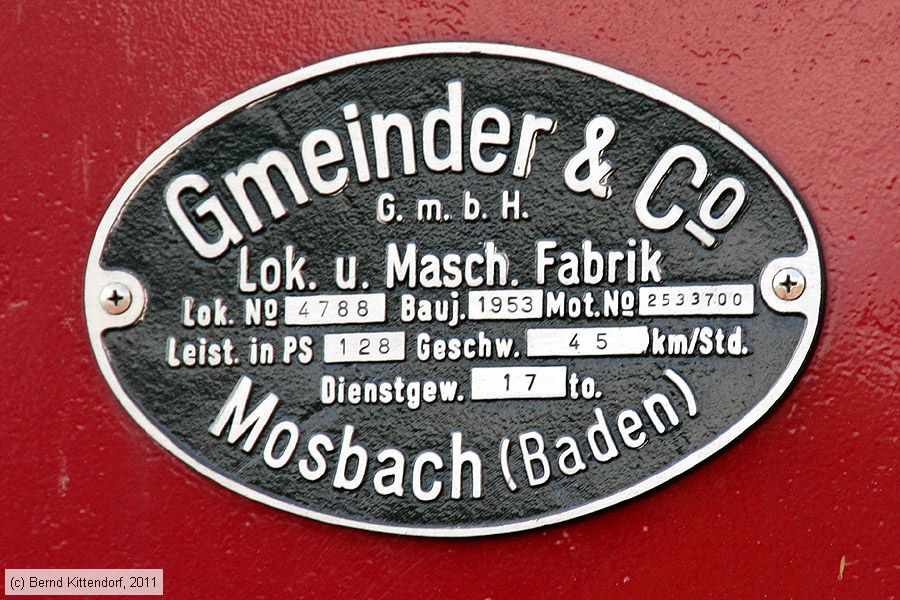 Gmeinder & Co
G. m. b. H.
Lok. u. Masch. Fabrik
Lok. No 4788 Bauj. 1953 Mot. No 2533700
Leist. in PS 128 Geschw. 45 km/Std.
Dienstgew. 17 to.
Mosbach (Baden)
(c) Bernd Kittendorf, 2011